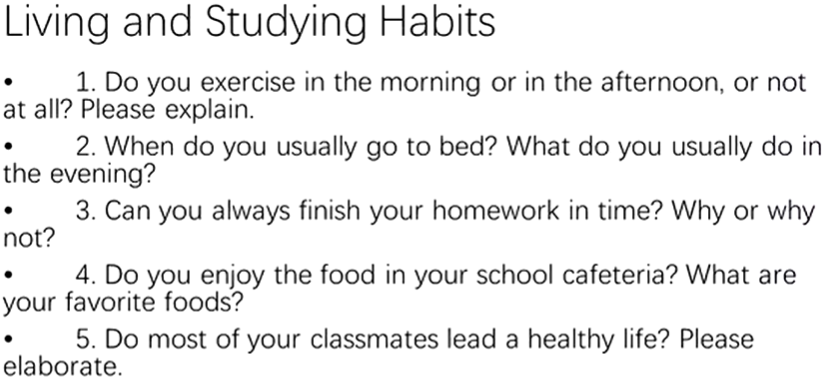 Living and Studying Habits
• 1. Do you exercise in the morning or in the afternoon, or not
at all? Please explain.
• 2. When do you usually go to bed? What do you usually do in
the evening?
• 3. Can you always finish your homework in time? Why or why
not?
• 4. Do you enjoy the food in your school cafeteria? What are
your favorite foods?
• 5. Do most of your classmates lead a healthy life? Please
elaborate.